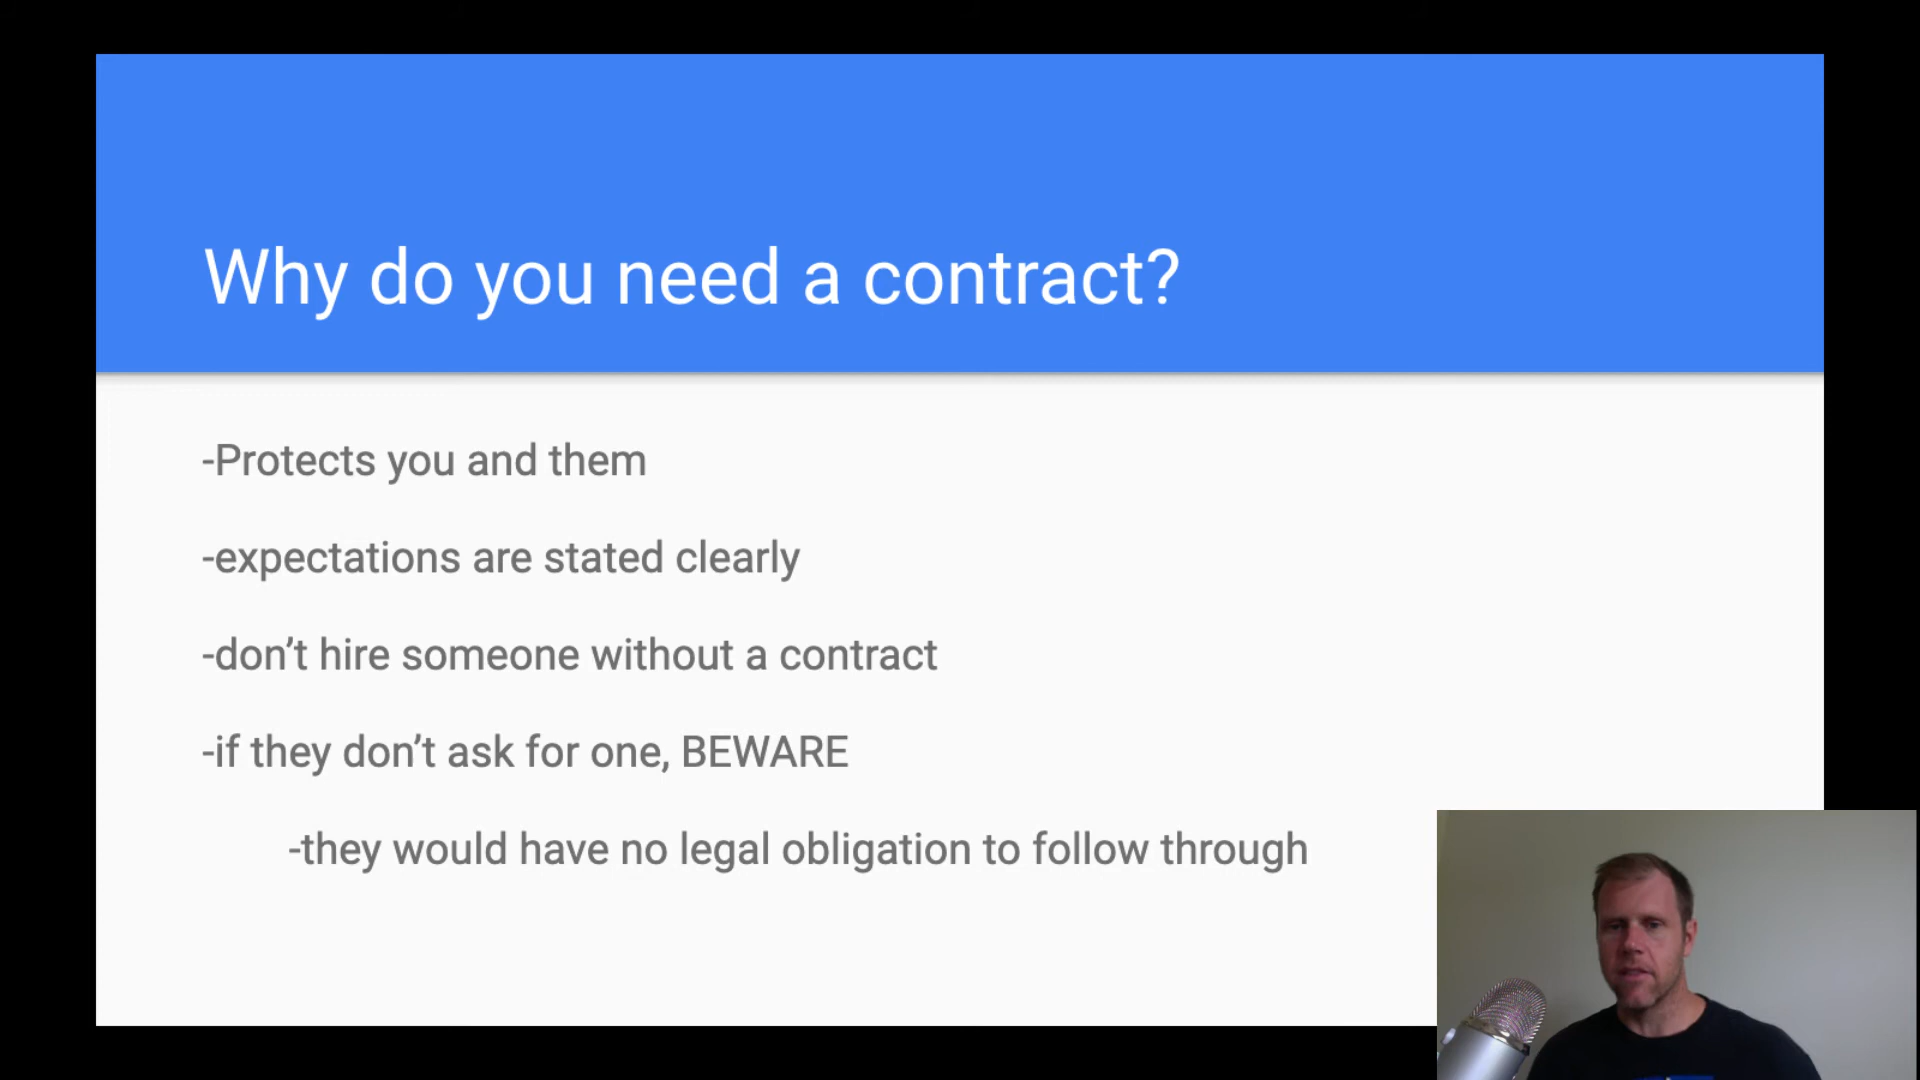 Why do you need a contract?
-Protects you and them
-expectations are stated clearly
-don’t hire someone without a contract
-if they don’t ask for one, BEWARE
-they would have no legal obligation to follow through